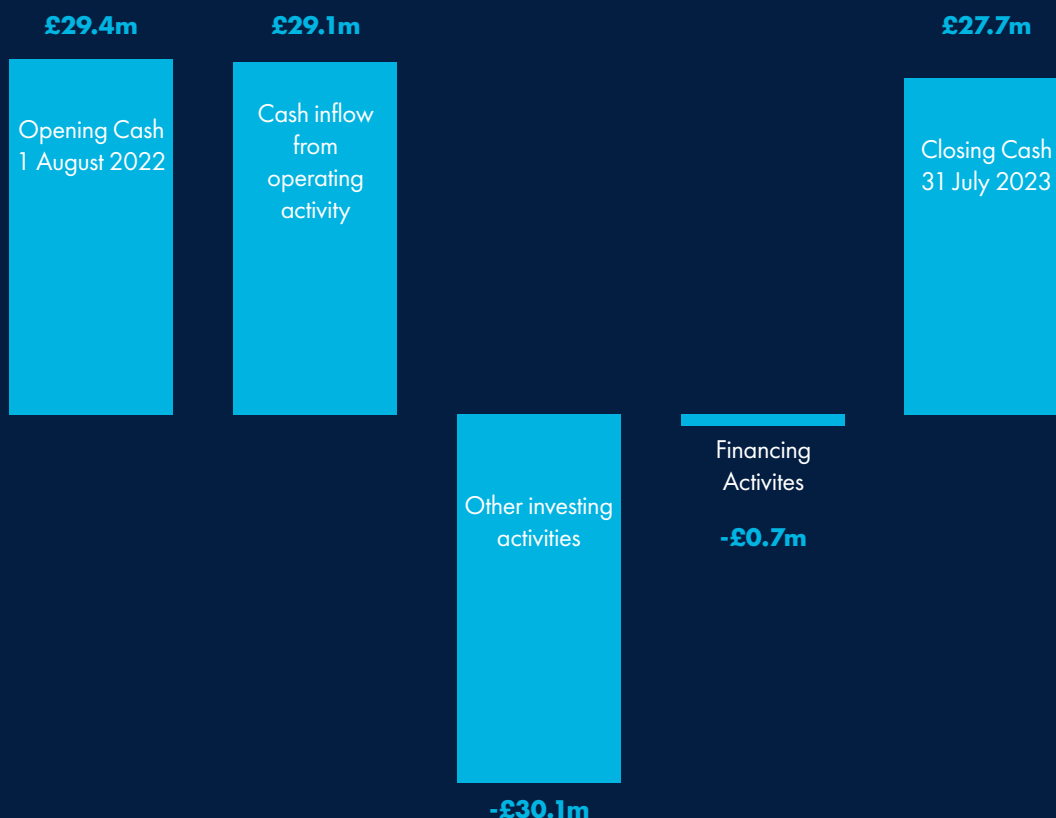 £29.4m
Opening Cash
1 August 2022
£29.1m
Cash inflow
from
operating
activity
Other investing
activities
-£30.1m
Financing
Activites
-£0.7m
£27.7m
Closing Cash
31 July 2023